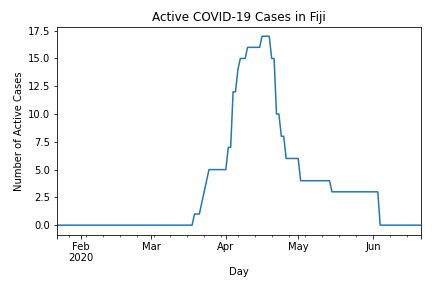 Active COVID-19 Cases in Fiji
Number of Active Cases
17.5
15.0
12.5
10.0
7.5
5.0
2.5
0.0
Feb
2020
Mar
Apr
May
Jun
Day